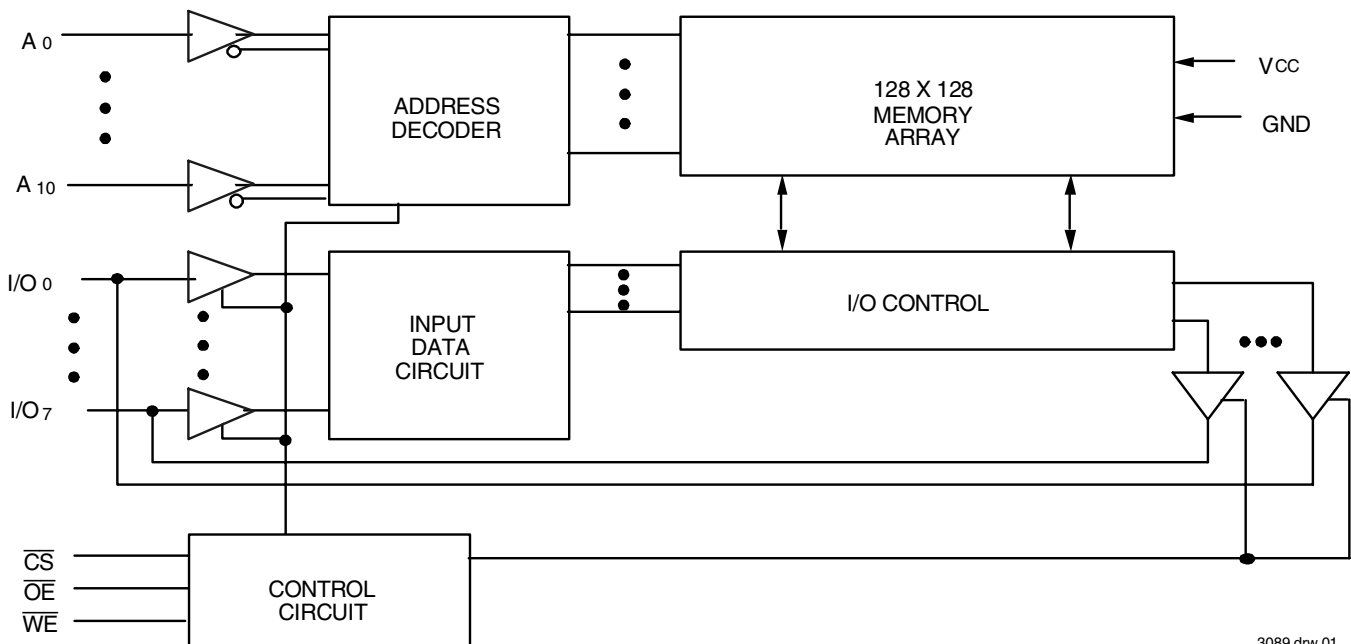 A 0
ADDRESS
DECODER
128 X 128
MEMORY
ARRAY
VCC
GND
A 10
I/O 0
INPUT
DATA
CIRCUIT
I/O CONTROL
I/O 7
CS
OE
WE
CONTROL
CIRCUIT
3089 drw 01